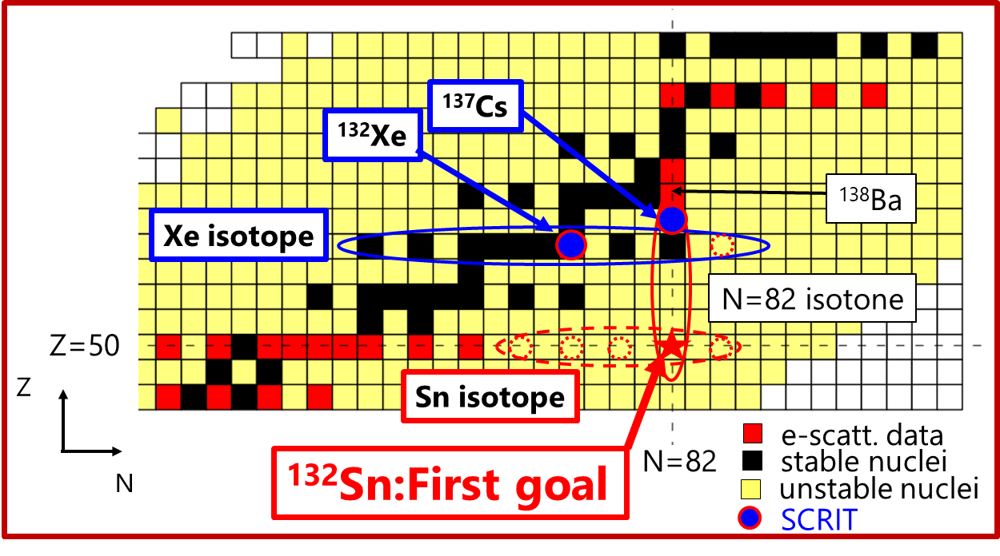 ¹³⁷Cs
¹³²Xe
¹³⁸Ba
Xe isotope
N=82 isotone
Z=50
Z
Sn isotope
N
¹³²Sn:First goal
N=82
e-scatt. data
stable nuclei
unstable nuclei
SCRIT